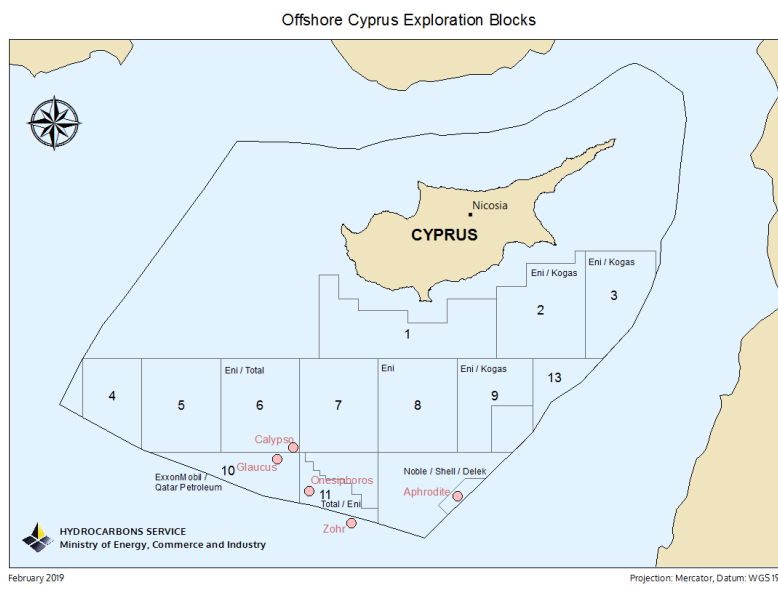 Offshore Cyprus Exploration Blocks
Nicosia
CYPRUS
Eni / Kogas
Eni / Kogas
2
3
1
Eni / Total
Eni
Eni / Kogas
13
4
5
6
7
8
9
Calypso
Glaucus
10
ExxonMobil /
Qatar Petroleum
Onesiphoros
11
Total / Eni
Noble / Shell / Delek
Aphrodite
Zohr
HYDROCARBONS SERVICE
Ministry of Energy, Commerce and Industry
February 2019
Projection: Mercator, Datum: WGS 19